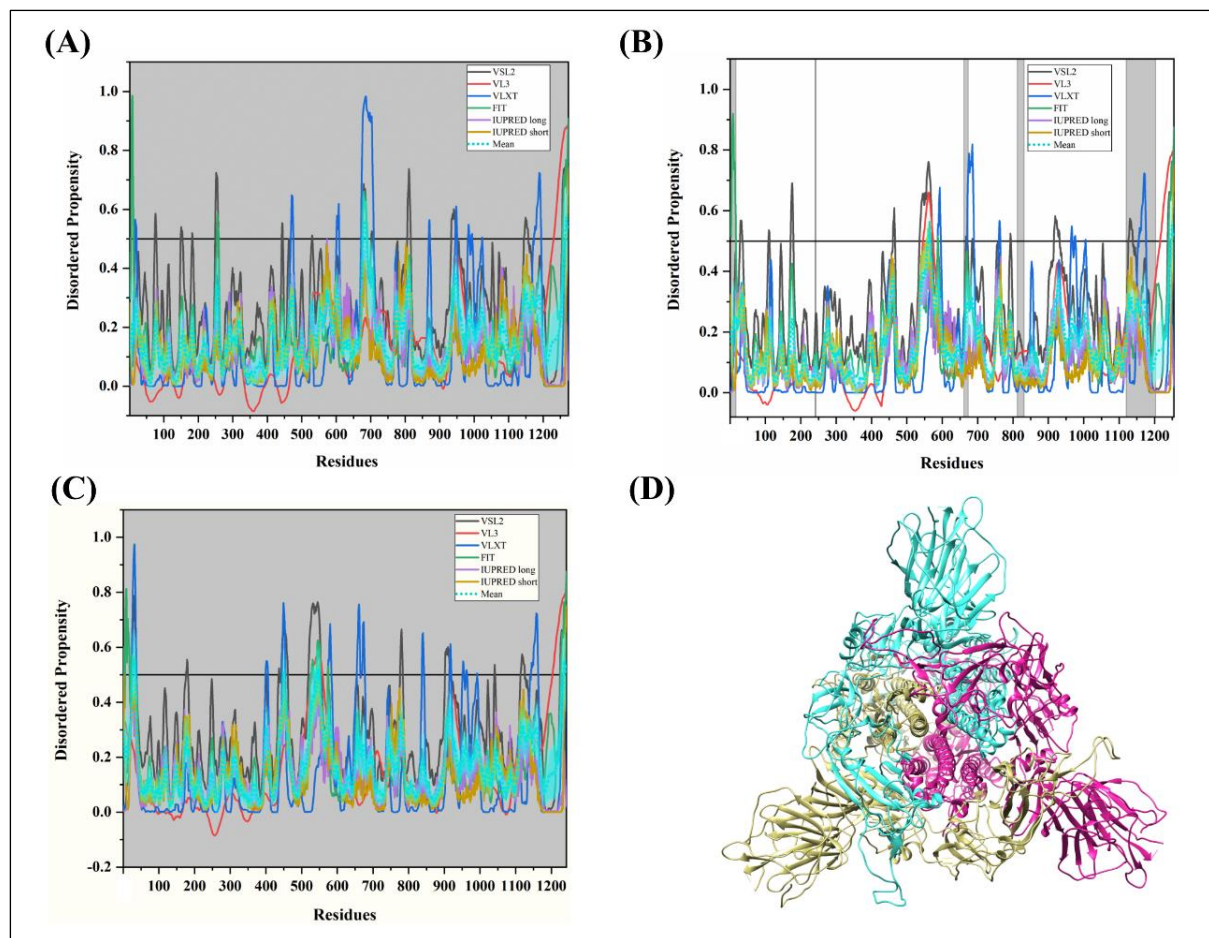 (A)
Disordered Propensity
1.0
0.8
0.6
0.4
0.2
0.0
VSL2
VL3
VLXT
FIT
IUPRED long
IUPRED short
Mean
100 200 300 400 500 600 700 800 900 1000 1100 1200
Residues
(B)
Disordered Propensity
1.0
0.8
0.6
0.4
0.2
0.0
VSL2
VL3
VLXT
FIT
IUPRED long
IUPRED short
Mean
100 200 300 400 500 600 700 800 900 1000 1100 1200
Residues
(C)
Disordered Propensity
1.0
0.8
0.6
0.4
0.2
0.0
-0.2
VSL2
VL3
VLXT
FIT
IUPRED long
IUPRED short
Mean
100 200 300 400 500 600 700 800 900 1000 1100 1200
Residues
(D)